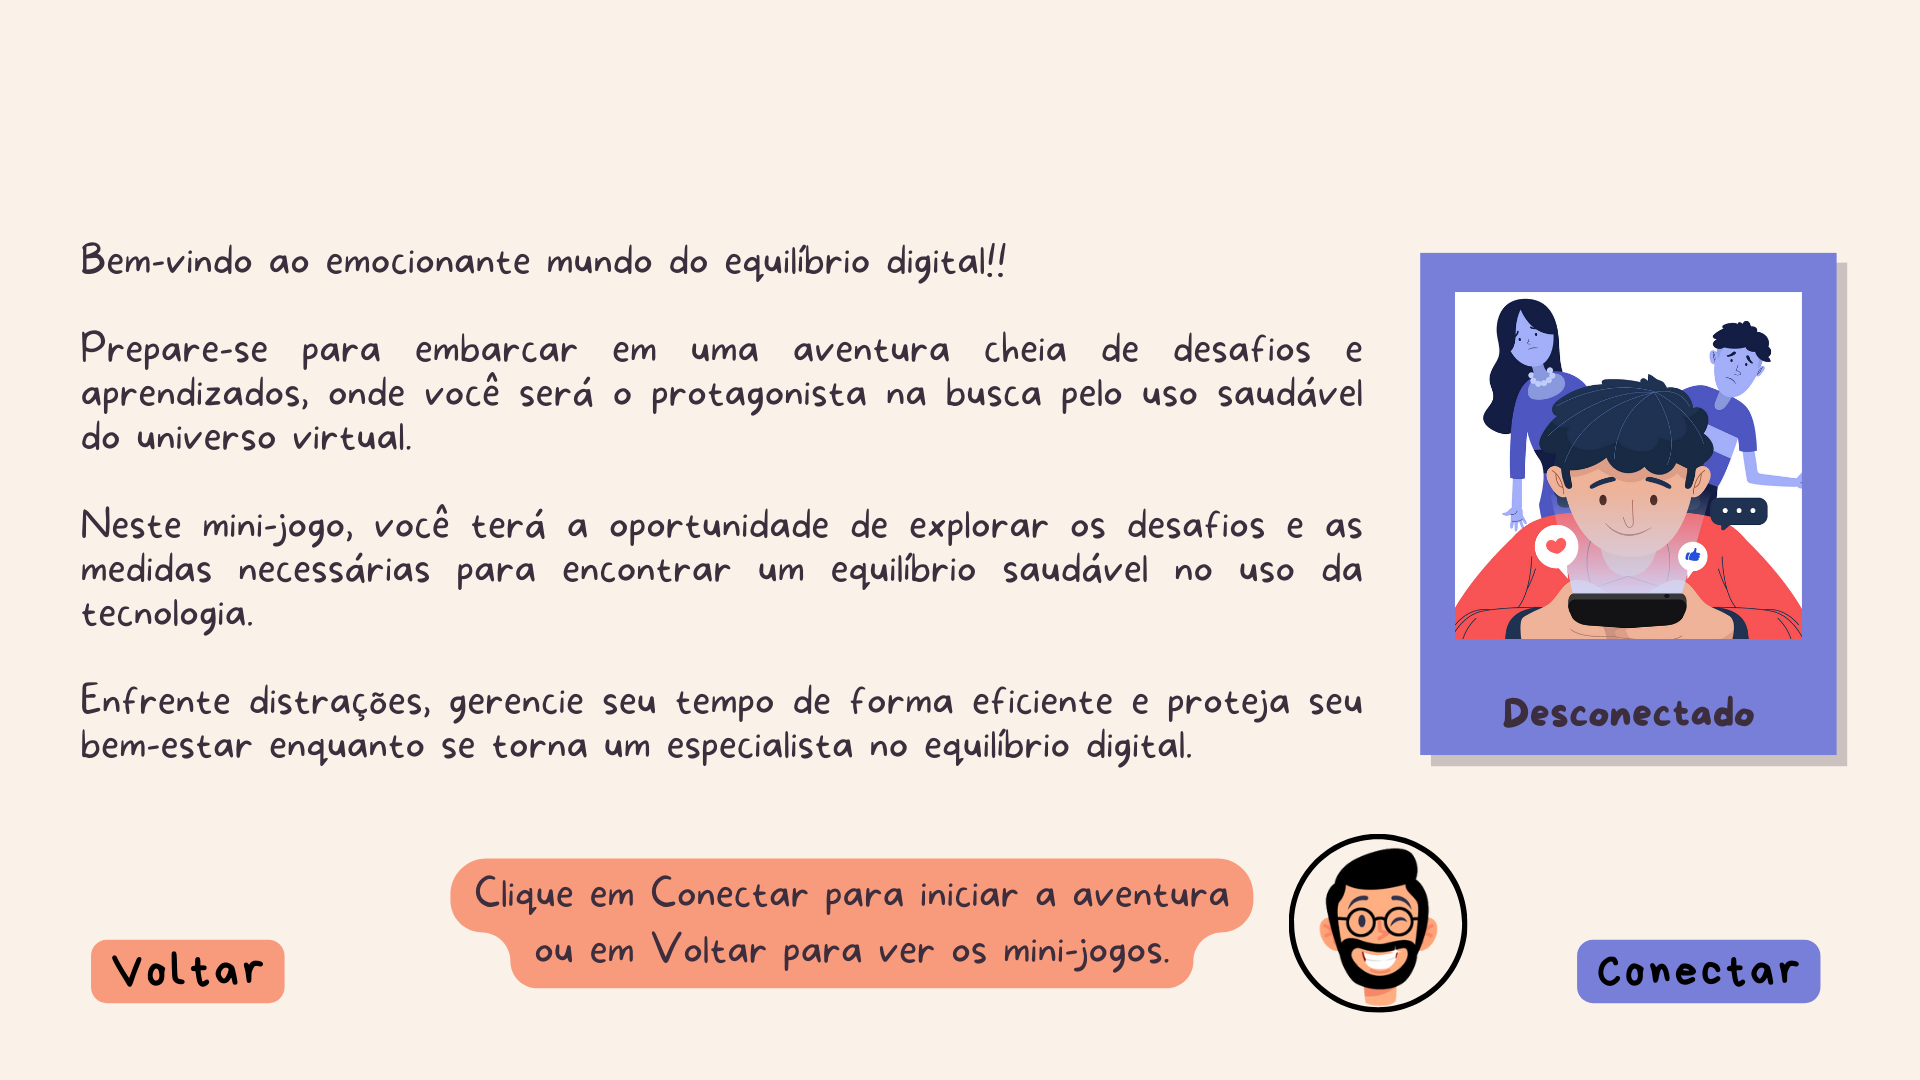 Bem-vindo ao emocionante mundo do equilíbrio digital!!
Prepare-se para embarcar em uma aventura cheia de desafios e
aprendizados, onde você será o protagonista na busca pelo uso saudável
do universo virtual.
Neste mini-jogo, você terá a oportunidade de explorar os desafios e as
medidas necessárias para encontrar um equilíbrio saudável no uso da
tecnologia.
Enfrente distrações, gerencie seu tempo de forma eficiente e proteja seu
bem-estar enquanto se torna um especialista no equilíbrio digital.
Desconectado
Clique em Conectar para iniciar a aventura
ou em Voltar para ver os mini-jogos.
Voltar
Conectar